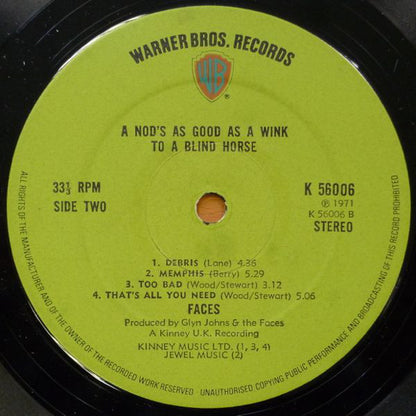 WARNER BROS. RECORDS
WB
®
A NOD'S AS GOOD AS A WINK
TO A BLIND HORSE
33⅓ RPM
SIDE TWO
K 56006
℗ 1971
K 56006 B
STEREO
1. DEBRIS (Lane) 4.36
2. MEMPHIS (Berry) 5.29
3. TOO BAD (Wood/Stewart) 3.12
4. THAT'S ALL YOU NEED (Wood/Stewart) 5.06
FACES
Produced by Glyn Johns & the Faces
A Kinney U.K. Recording
KINNEY MUSIC LTD. (1, 3, 4)
JEWEL MUSIC (2)
ALL RIGHTS OF THE MANUFACTURER AND OF THE OWNER OF THE RECORDED WORK RESERVED · UNAUTHORISED COPYING PUBLIC PERFORMANCE AND BROADCASTING OF THIS RECORD PROHIBITED